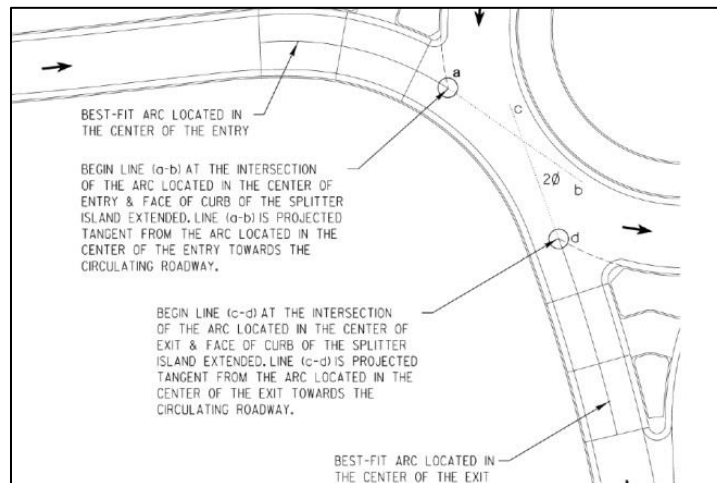 a
BEST-FIT ARC LOCATED IN
THE CENTER OF THE ENTRY
c
BEGIN LINE (a-b) AT THE INTERSECTION
OF THE ARC LOCATED IN THE CENTER OF
ENTRY & FACE OF CURB OF THE SPLITTER
ISLAND EXTENDED. LINE (a-b) IS PROJECTED
TANGENT FROM THE ARC LOCATED IN THE
CENTER OF THE ENTRY TOWARDS THE
CIRCULATING ROADWAY.
2Ø
b
d
BEGIN LINE (c-d) AT THE INTERSECTION
OF THE ARC LOCATED IN THE CENTER OF
EXIT & FACE OF CURB OF THE SPLITTER
ISLAND EXTENDED. LINE (c-d) IS PROJECTED
TANGENT FROM THE ARC LOCATED IN THE
CENTER OF THE EXIT TOWARDS THE
CIRCULATING ROADWAY.
BEST-FIT ARC LOCATED IN
THE CENTER OF THE EXIT